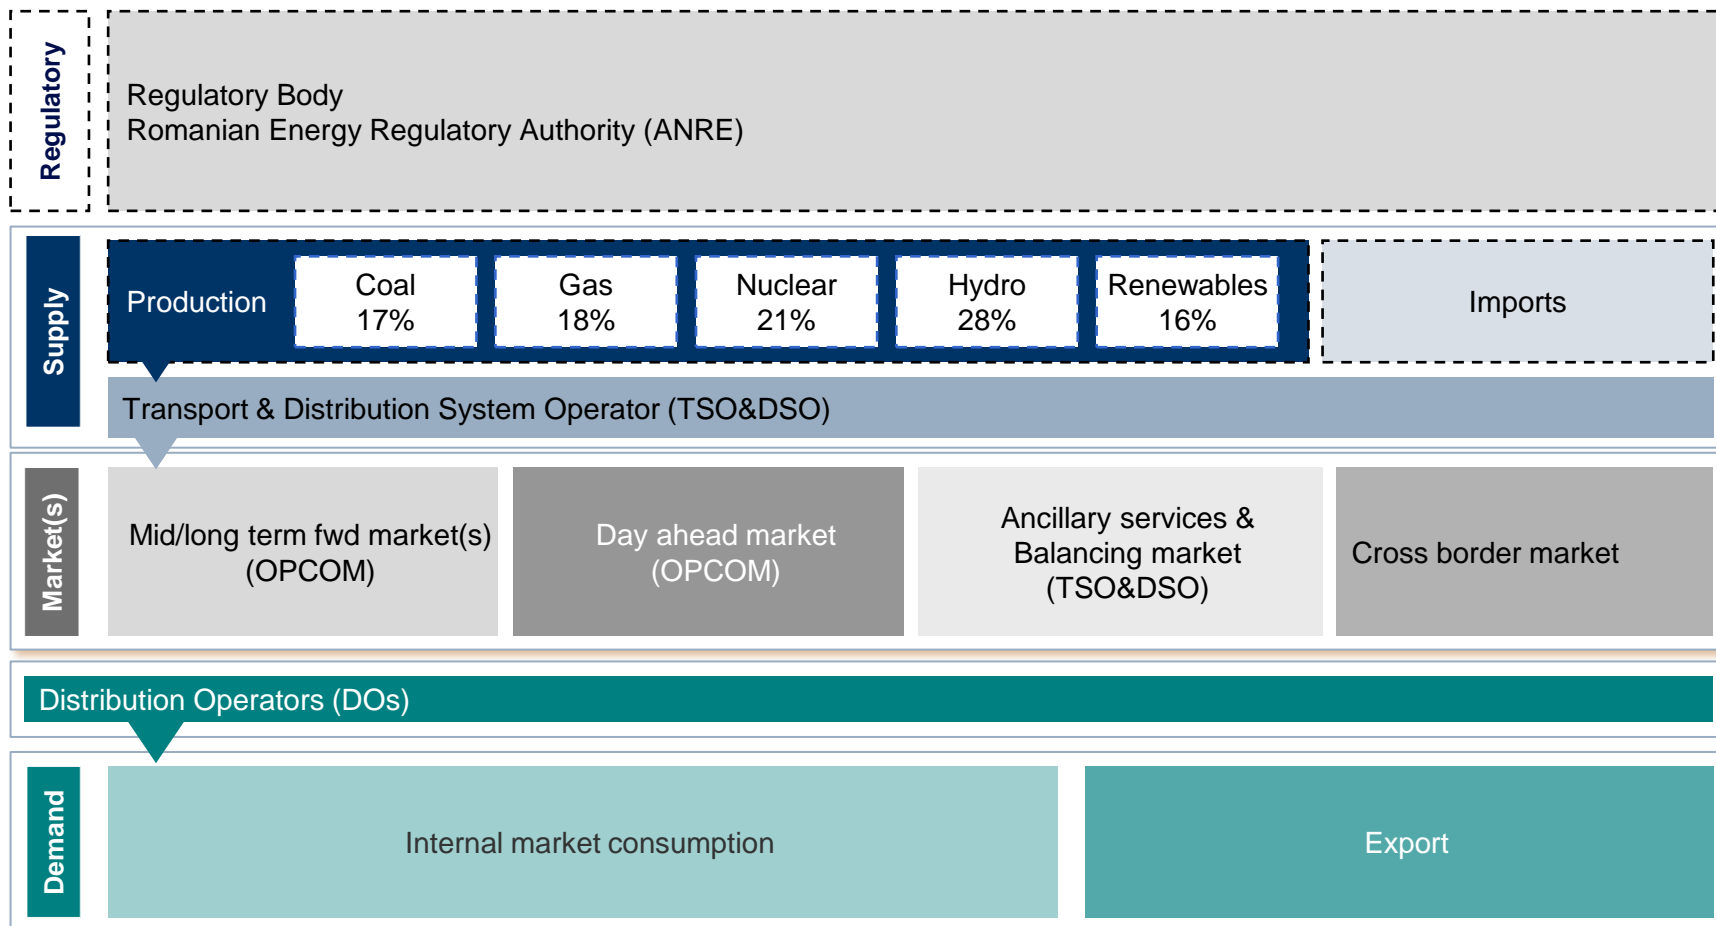 Regulatory
Regulatory Body
Romanian Energy Regulatory Authority (ANRE)
Supply
Production
Coal
17%
Gas
18%
Nuclear
21%
Hydro
28%
Renewables
16%
Imports
Transport & Distribution System Operator (TSO&DSO)
Market(s)
Mid/long term fwd market(s)
(OPCOM)
Day ahead market
(OPCOM)
Ancillary services &
Balancing market
(TSO&DSO)
Cross border market
Distribution Operators (DOs)
Demand
Internal market consumption
Export